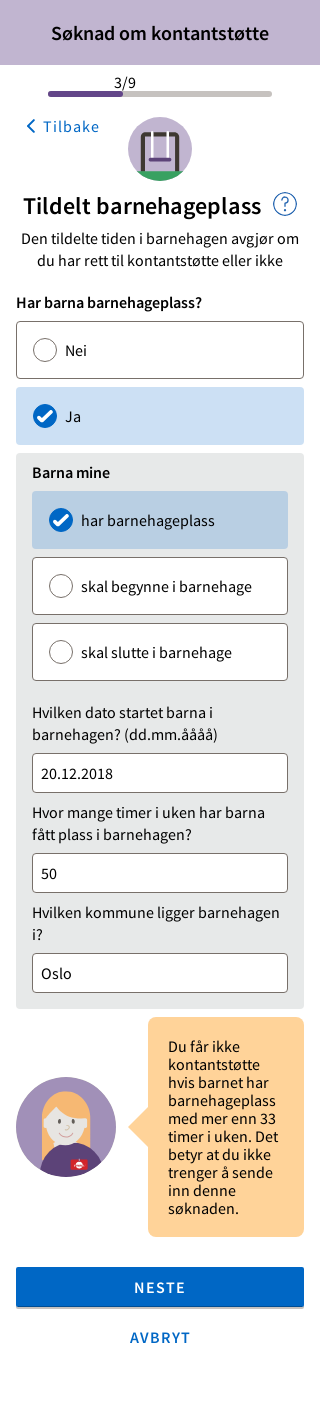 Søknad om kontantstøtte
3/9
Tilbake
Tildelt barnehageplass
Den tildelte tiden i barnehagen avgjør om
du har rett til kontantstøtte eller ikke
Har barna barnehageplass?
Nei
Ja
Barna mine
har barnehageplass
skal begynne i barnehage
skal slutte i barnehage
Hvilken dato startet barna i
barnehagen? (dd.mm.åååå)
20.12.2018
Hvor mange timer i uken har barna
fått plass i barnehagen?
50
Hvilken kommune ligger barnehagen
i?
Oslo
Du får ikke
kontantstøtte
hvis barnet har
barnehageplass
med mer enn 33
timer i uken. Det
betyr at du ikke
trenger å sende
inn denne
søknaden.
NESTE
AVBRYT